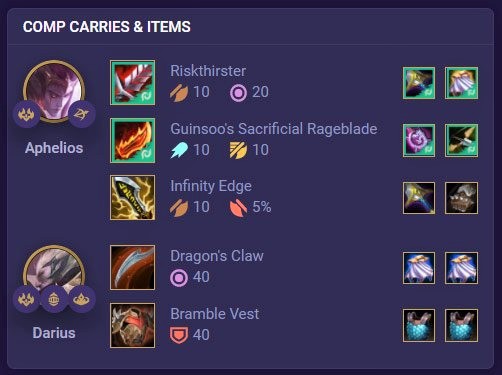 COMP CARRIES & ITEMS
Aphelios
Riskthirster
10 20
Guinsoo's Sacrificial Rageblade
10 10
Infinity Edge
10 5%
Darius
Dragon's Claw
40
Bramble Vest
40